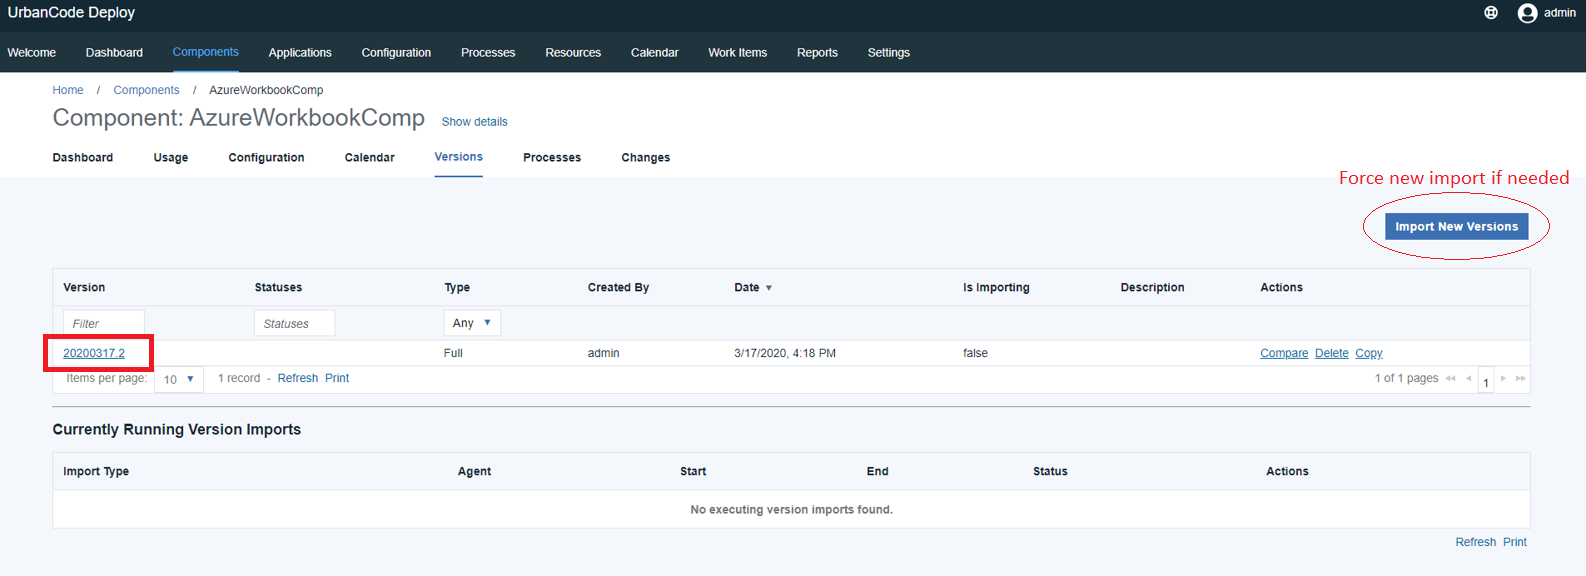 UrbanCode Deploy admin
Welcome Dashboard Components Applications Configuration Processes Resources Calendar Work Items Reports Settings
Home / Components / AzureWorkbookComp
Component: AzureWorkbookComp Show details
Dashboard Usage Configuration Calendar Versions Processes Changes
Force new import if needed
Import New Versions
Version Statuses Type Created By Date Is Importing Description Actions
Filter Statuses Any
20200317.2 Full admin 3/17/2020, 4:18 PM false Compare Delete Copy
Items per page: 10 1 record - Refresh Print 1 of 1 pages 1
Currently Running Version Imports
Import Type Agent Start End Status Actions
No executing version imports found.
Refresh Print